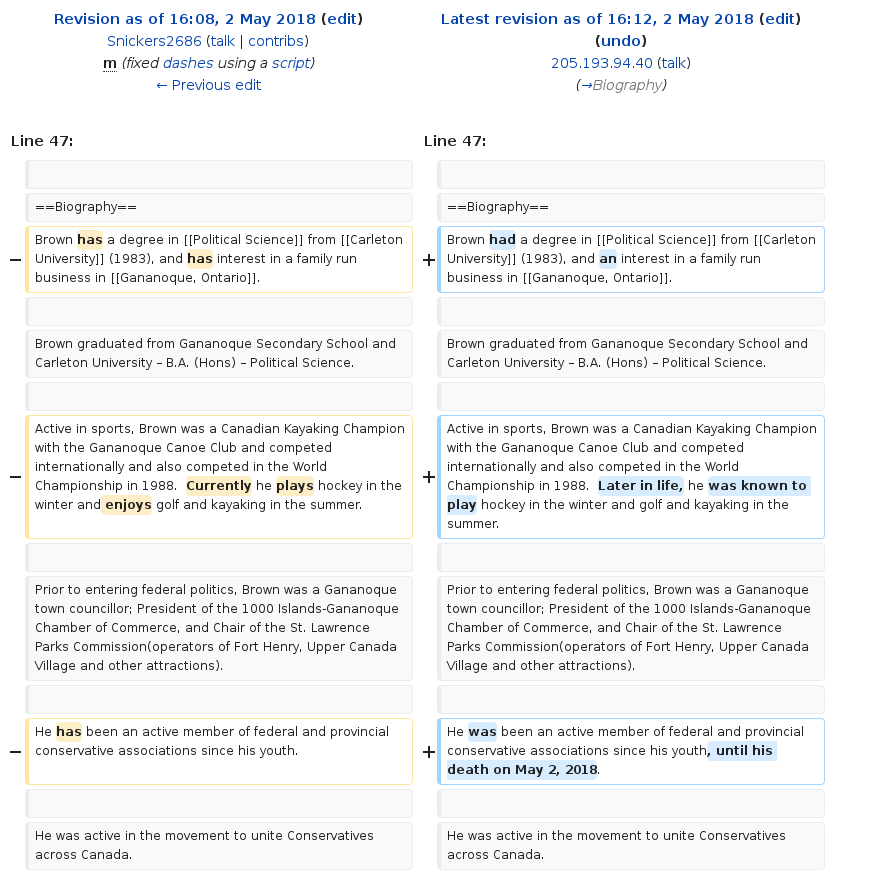 Revision as of 16:08, 2 May 2018 (edit)
Snickers2686 (talk | contribs)
m (fixed dashes using a script)
← Previous edit
Latest revision as of 16:12, 2 May 2018 (edit)
(undo)
205.193.94.40 (talk)
(→Biography)
Line 47:
Line 47:
==Biography==
==Biography==
− Brown has a degree in [[Political Science]] from [[Carleton
University]] (1983), and has interest in a family run
business in [[Gananoque, Ontario]].
+ Brown had a degree in [[Political Science]] from [[Carleton
University]] (1983), and an interest in a family run
business in [[Gananoque, Ontario]].
Brown graduated from Gananoque Secondary School and
Carleton University – B.A. (Hons) – Political Science.
Brown graduated from Gananoque Secondary School and
Carleton University – B.A. (Hons) – Political Science.
− Active in sports, Brown was a Canadian Kayaking Champion
with the Gananoque Canoe Club and competed
internationally and also competed in the World
Championship in 1988.  Currently he plays hockey in the
winter and enjoys golf and kayaking in the summer.
+ Active in sports, Brown was a Canadian Kayaking Champion
with the Gananoque Canoe Club and competed
internationally and also competed in the World
Championship in 1988.  Later in life, he was known to
play hockey in the winter and golf and kayaking in the
summer.
Prior to entering federal politics, Brown was a Gananoque
town councillor; President of the 1000 Islands-Gananoque
Chamber of Commerce, and Chair of the St. Lawrence
Parks Commission(operators of Fort Henry, Upper Canada
Village and other attractions).
Prior to entering federal politics, Brown was a Gananoque
town councillor; President of the 1000 Islands-Gananoque
Chamber of Commerce, and Chair of the St. Lawrence
Parks Commission(operators of Fort Henry, Upper Canada
Village and other attractions).
− He has been an active member of federal and provincial
conservative associations since his youth.
+ He was been an active member of federal and provincial
conservative associations since his youth, until his
death on May 2, 2018.
He was active in the movement to unite Conservatives
across Canada.
He was active in the movement to unite Conservatives
across Canada.